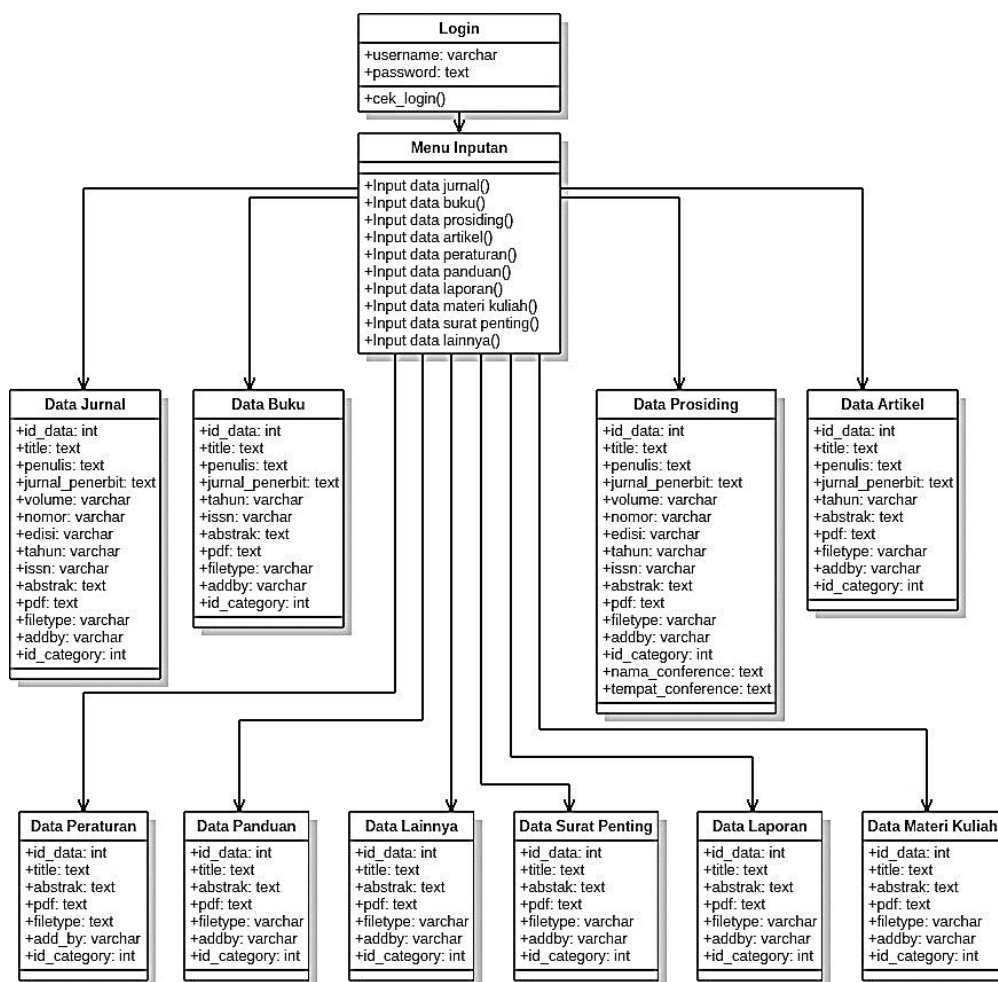 Login
+username: varchar
+password: text
+cek_login()
Menu Inputan
+Input data jurnal()
+Input data buku()
+Input data prosiding()
+Input data artikel()
+Input data peraturan()
+Input data panduan()
+Input data laporan()
+Input data materi kuliah()
+Input data surat penting()
+Input data lainnya()
Data Jurnal
+id_data: int
+title: text
+penulis: text
+jurnal_penerbit: text
+volume: varchar
+nomor: varchar
+edisi: varchar
+tahun: varchar
+issn: varchar
+abstrak: text
+pdf: text
+filetype: varchar
+addby: varchar
+id_category: int
Data Buku
+id_data: int
+title: text
+penulis: text
+jurnal_penerbit: text
+tahun: varchar
+issn: varchar
+abstrak: text
+pdf: text
+filetype: varchar
+addby: varchar
+id_category: int
Data Prosiding
+id_data: int
+title: text
+penulis: text
+jurnal_penerbit: text
+volume: varchar
+nomor: varchar
+edisi: varchar
+tahun: varchar
+issn: varchar
+abstrak: text
+pdf: text
+filetype: varchar
+addby: varchar
+id_category: int
+nama_conference: text
+tempat_conference: text
Data Artikel
+id_data: int
+title: text
+penulis: text
+jurnal_penerbit: text
+tahun: varchar
+abstrak: text
+pdf: text
+filetype: varchar
+addby: varchar
+id_category: int
Data Peraturan
+id_data: int
+title: text
+abstrak: text
+pdf: text
+filetype: text
+add_by: varchar
+id_category: int
Data Panduan
+id_data: int
+title: text
+abstrak: text
+pdf: text
+filetype: varchar
+addby: varchar
+id_category: int
Data Lainnya
+id_data: int
+title: text
+abstrak: text
+pdf: text
+filetype: varchar
+addby: varchar
+id_category: int
Data Surat Penting
+id_data: int
+title: text
+abstak: text
+pdf: text
+filetype: varchar
+addby: varchar
+id_category: int
Data Laporan
+id_data: int
+title: text
+abstrak: text
+pdf: text
+filetype: varchar
+addby: varchar
+id_category: int
Data Materi Kuliah
+id_data: int
+title: text
+abstrak: text
+pdf: text
+filetype: varchar
+addby: varchar
+id_category: int